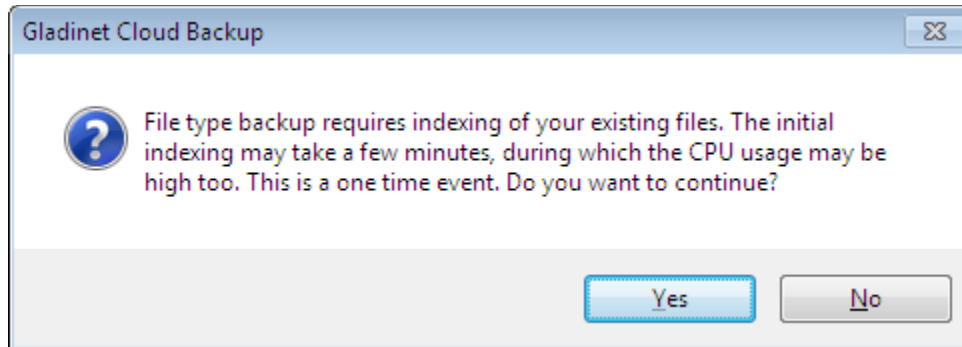 Gladinet Cloud Backup
File type backup requires indexing of your existing files. The initial
indexing may take a few minutes, during which the CPU usage may be
high too. This is a one time event. Do you want to continue?
Yes No